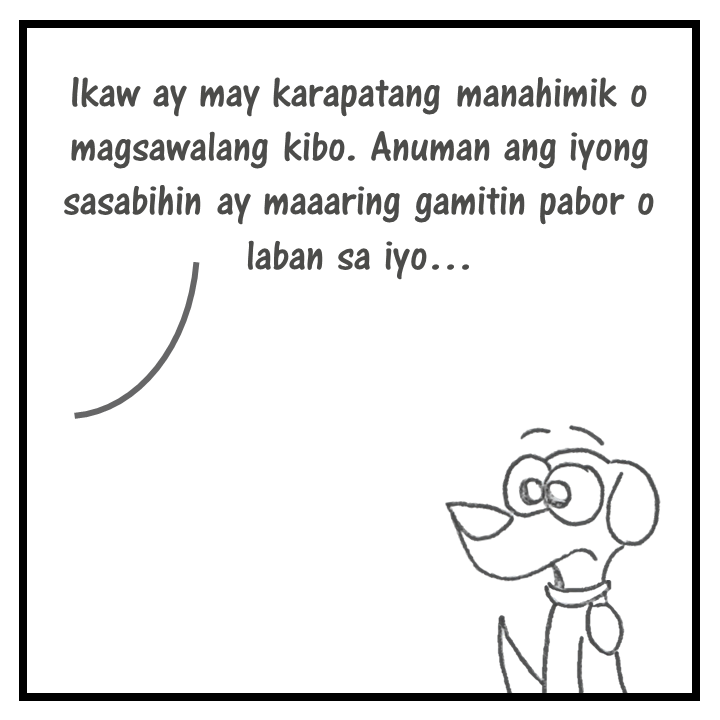 Ikaw ay may karapatang manahimik o
magsawalang kibo. Anuman ang iyong
sasabihin ay maaaring gamitin pabor o
laban sa iyo...